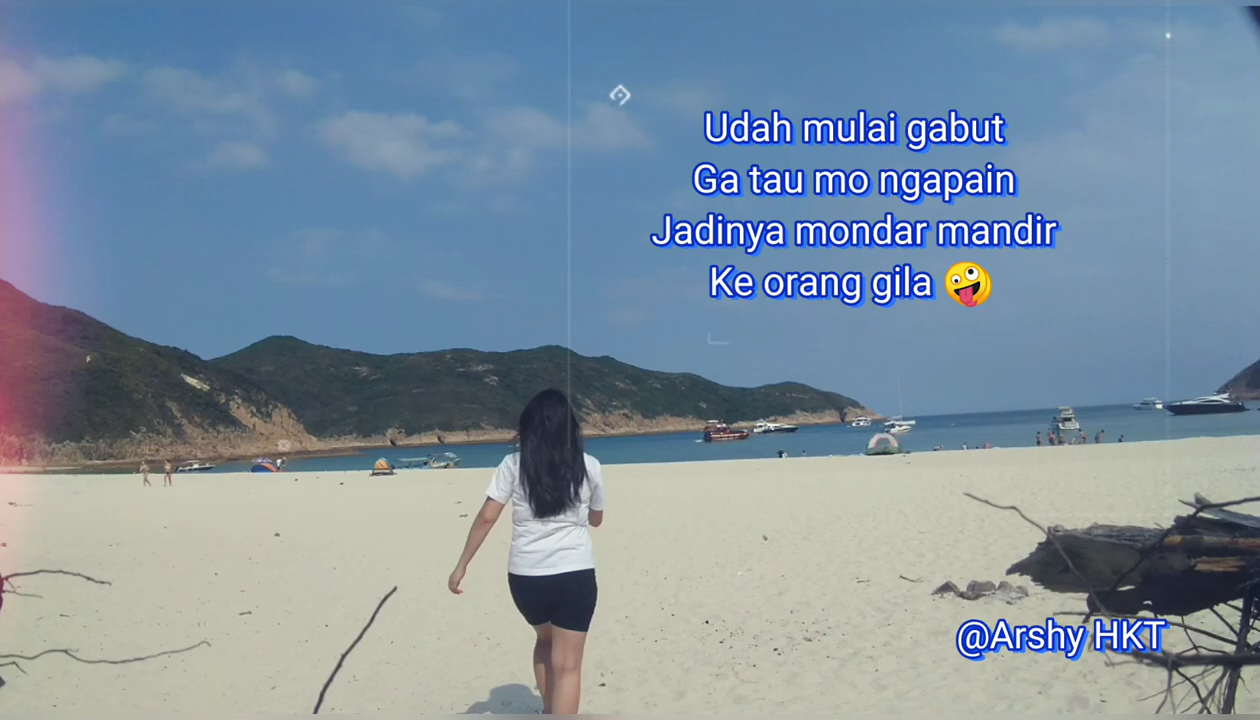 Udah mulai gabut
Ga tau mo ngapain
Jadinya mondar mandir
Ke orang gila 🤪
@Arshy HKT